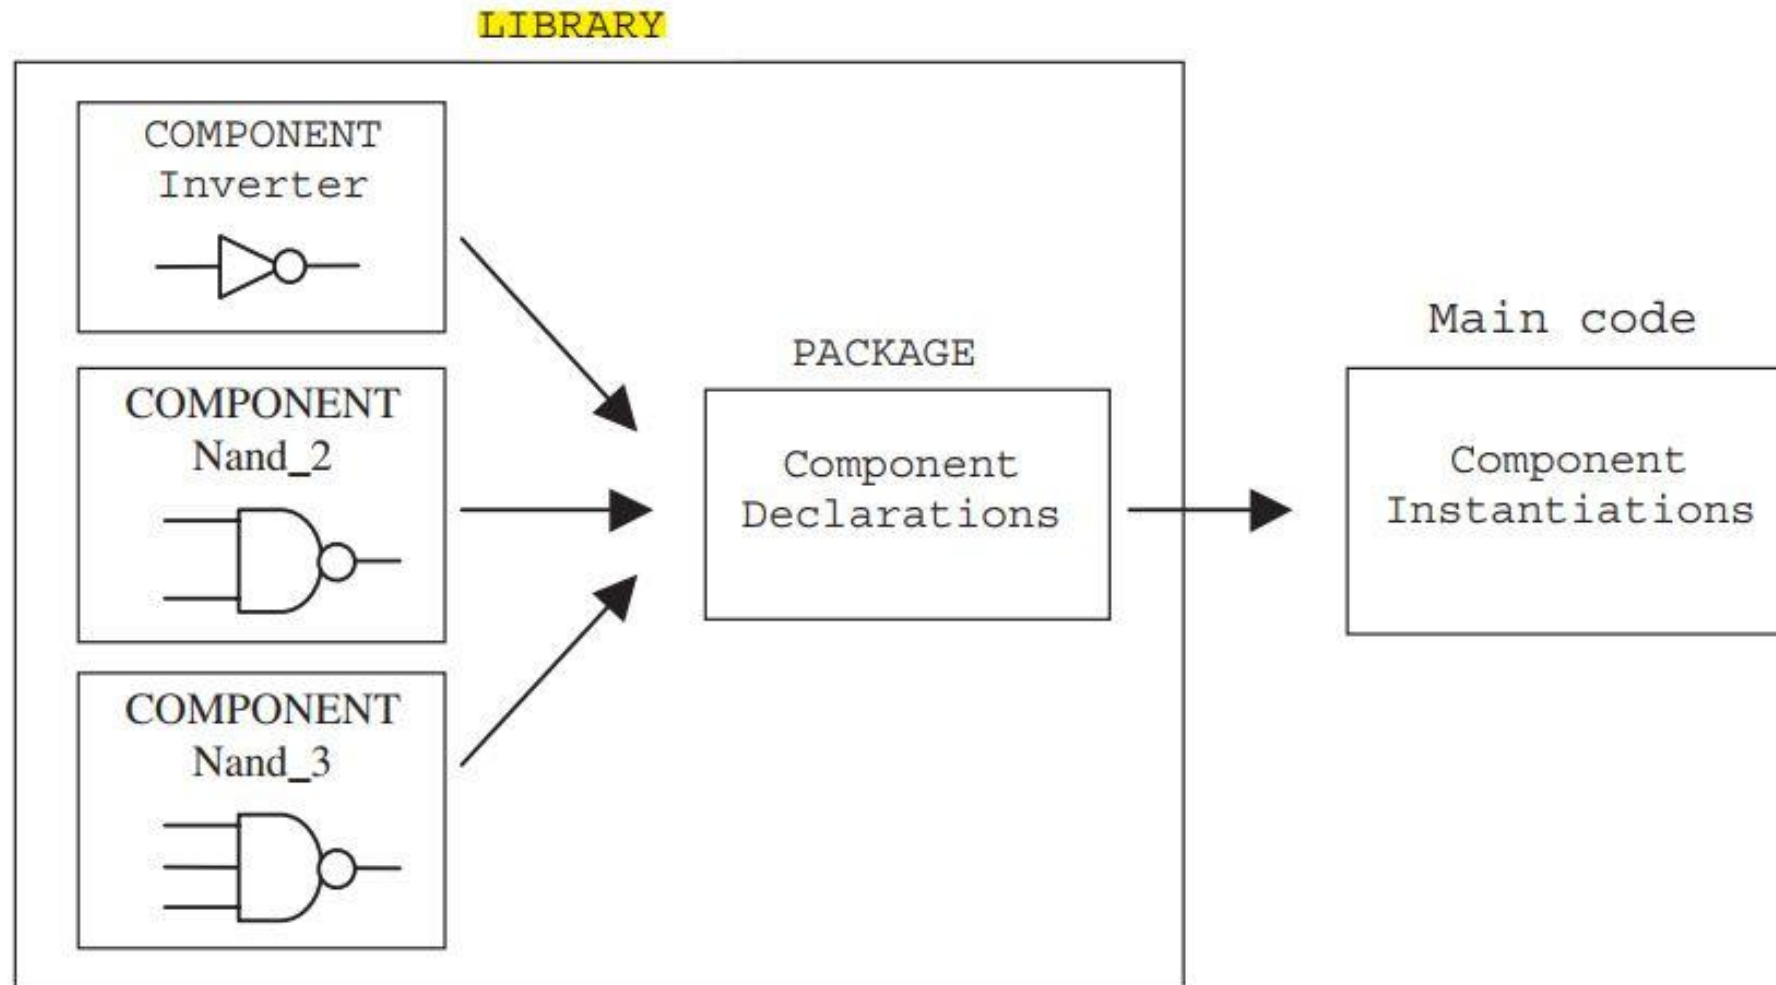 LIBRARY
COMPONENT
Inverter
COMPONENT
Nand_2
COMPONENT
Nand_3
PACKAGE
Component
Declarations
Main code
Component
Instantiations